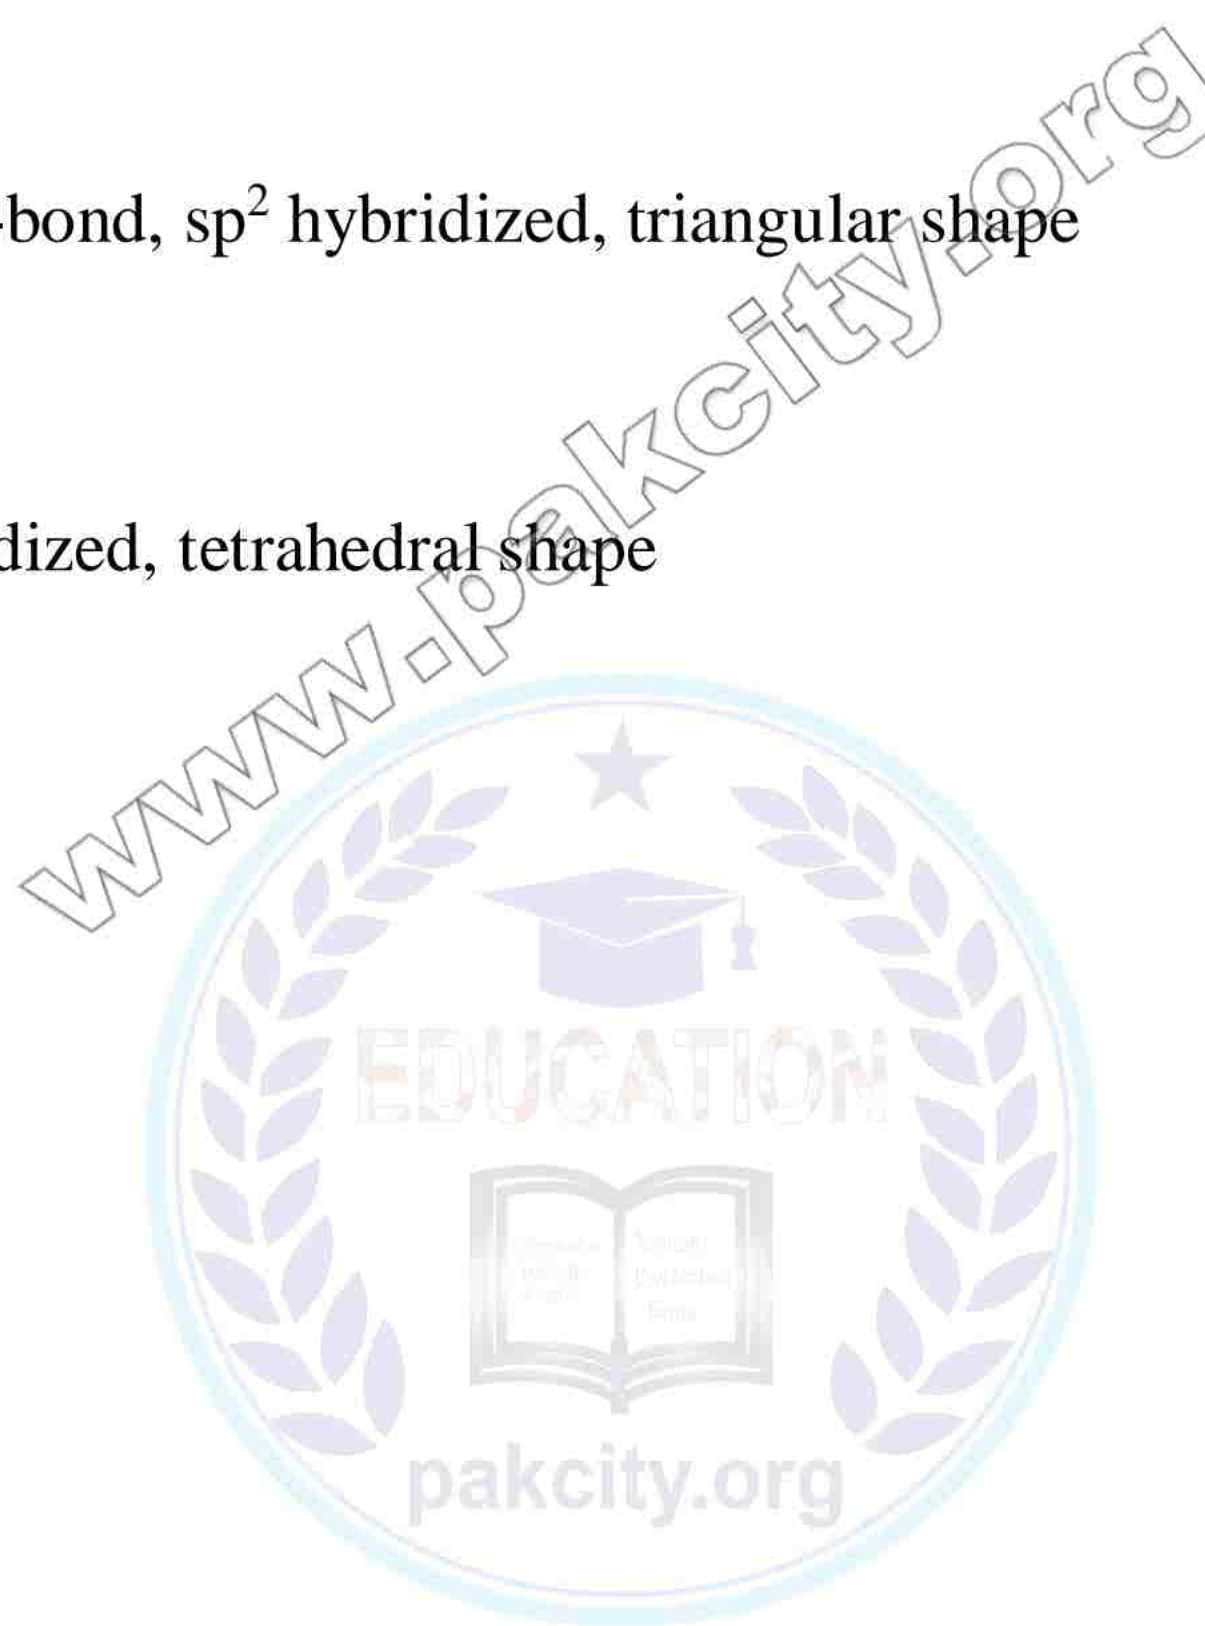 -bond, sp² hybridized, triangular shape
dized, tetrahedral shape
www.pakcity.org
EDUCATION
pakcity.org